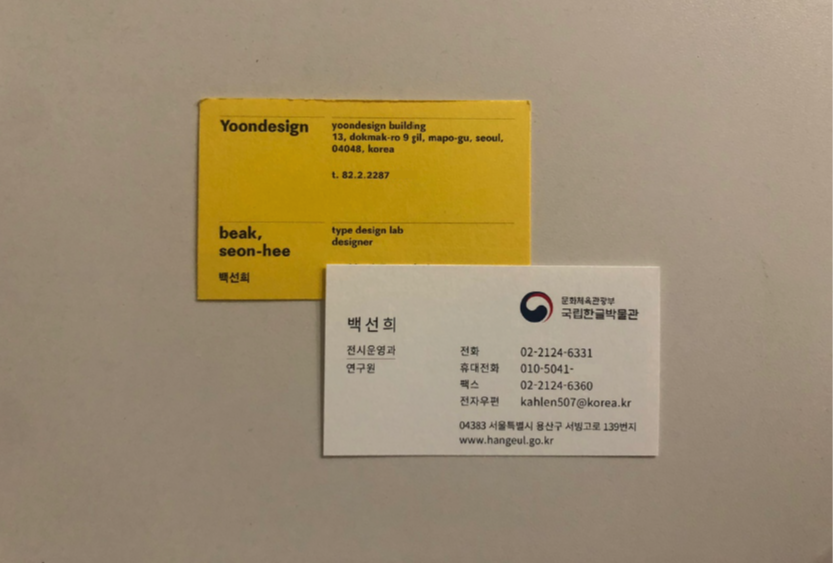 Yoondesign
yoondesign building
13, dokmak-ro 9 gil, mapo-gu, seoul,
04048, korea
t. 82.2.2287
beak,
seon-hee
백선희
type design lab
designer
문화체육관광부
국립한글박물관
백선희
전시운영과
연구원
전화 02-2124-6331
휴대전화 010-5041-
팩스 02-2124-6360
전자우편 kahlen507@korea.kr
04383 서울특별시 용산구 서빙고로 139번지
www.hangeul.go.kr